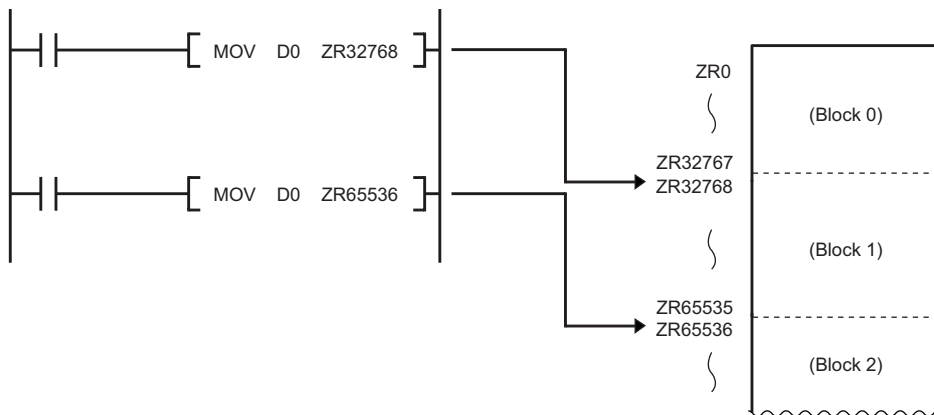 MOV D0 ZR32768
MOV D0 ZR65536
ZR0
(Block 0)
ZR32767
ZR32768
(Block 1)
ZR65535
ZR65536
(Block 2)